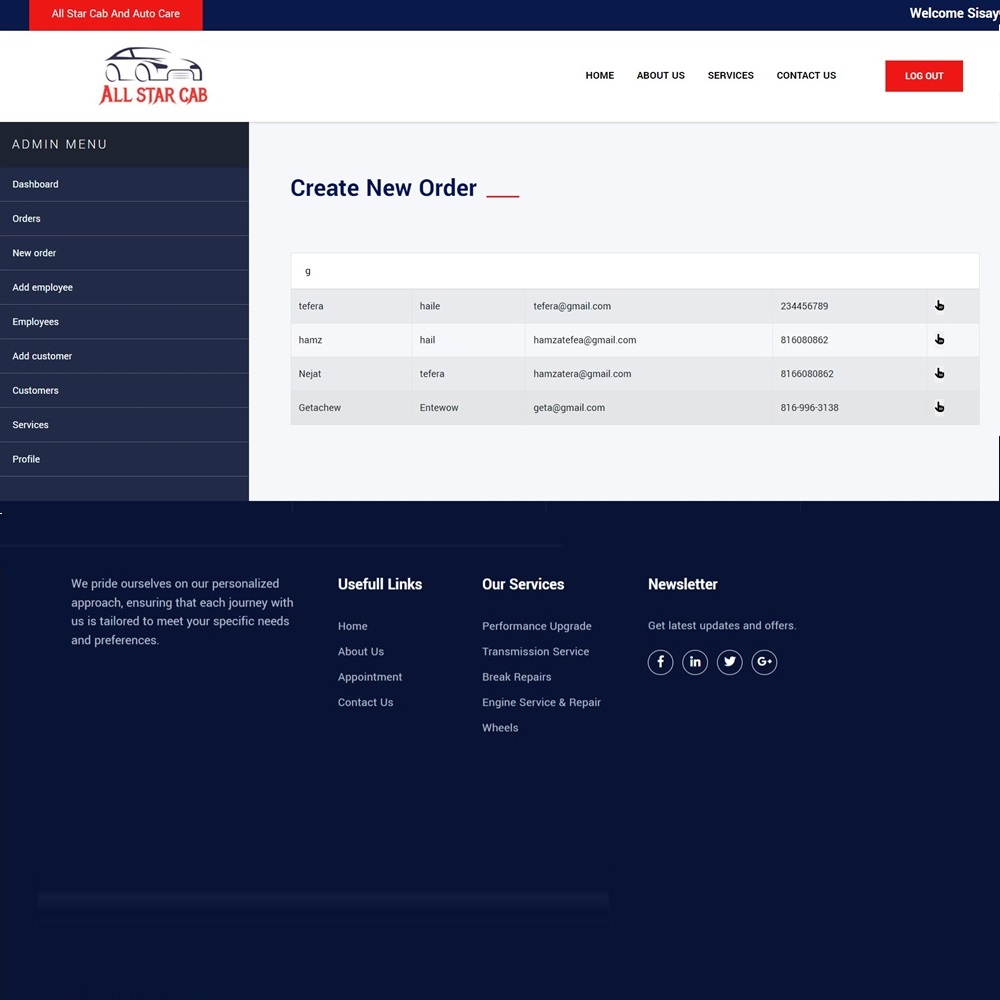 All Star Cab And Auto Care
Welcome Sisay
ALL STAR CAB
HOME ABOUT US SERVICES CONTACT US
LOG OUT
ADMIN MENU
Dashboard
Orders
New order
Add employee
Employees
Add customer
Customers
Services
Profile
Create New Order
g
tefera haile tefera@gmail.com 234456789
hamz hail hamzatefea@gmail.com 816080862
Nejat tefera hamzatera@gmail.com 8166080862
Getachew Entewow geta@gmail.com 816-996-3138
We pride ourselves on our personalized
approach, ensuring that each journey with
us is tailored to meet your specific needs
and preferences.
Usefull Links
Home
About Us
Appointment
Contact Us
Our Services
Performance Upgrade
Transmission Service
Break Repairs
Engine Service & Repair
Wheels
Newsletter
Get latest updates and offers.